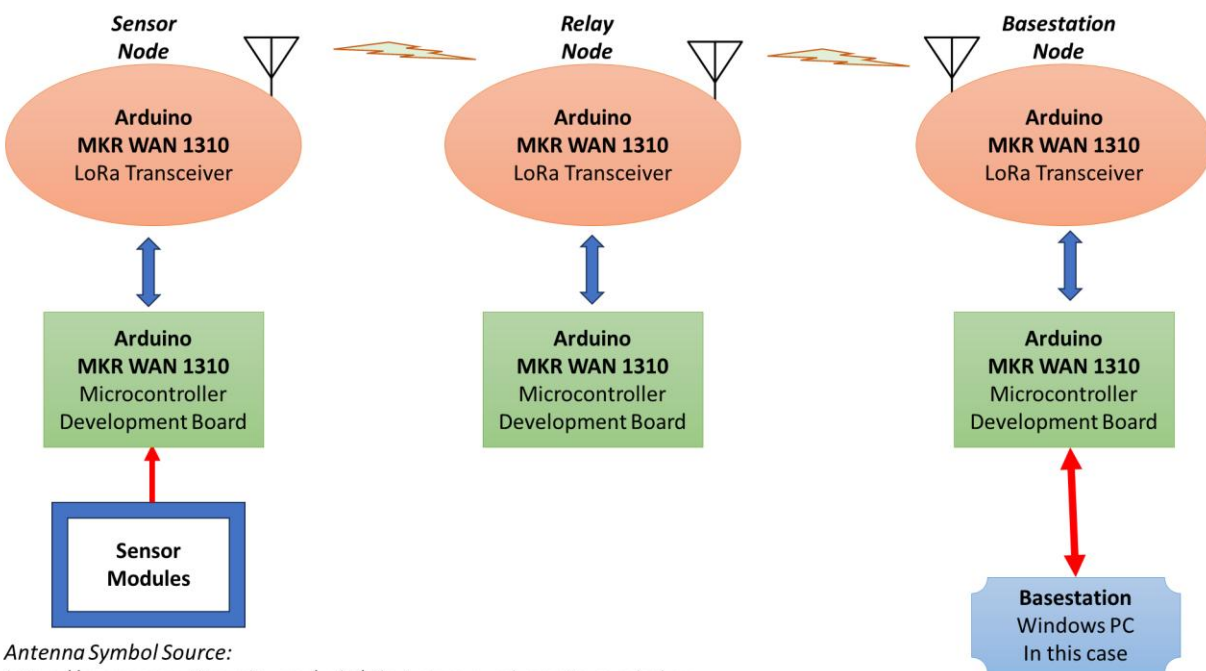 Sensor
Node
Relay
Node
Basestation
Node
Arduino
MKR WAN 1310
LoRa Transceiver
Arduino
MKR WAN 1310
LoRa Transceiver
Arduino
MKR WAN 1310
LoRa Transceiver
Arduino
MKR WAN 1310
Microcontroller
Development Board
Arduino
MKR WAN 1310
Microcontroller
Development Board
Arduino
MKR WAN 1310
Microcontroller
Development Board
Sensor
Modules
Basestation
Windows PC
In this case
Antenna Symbol Source: